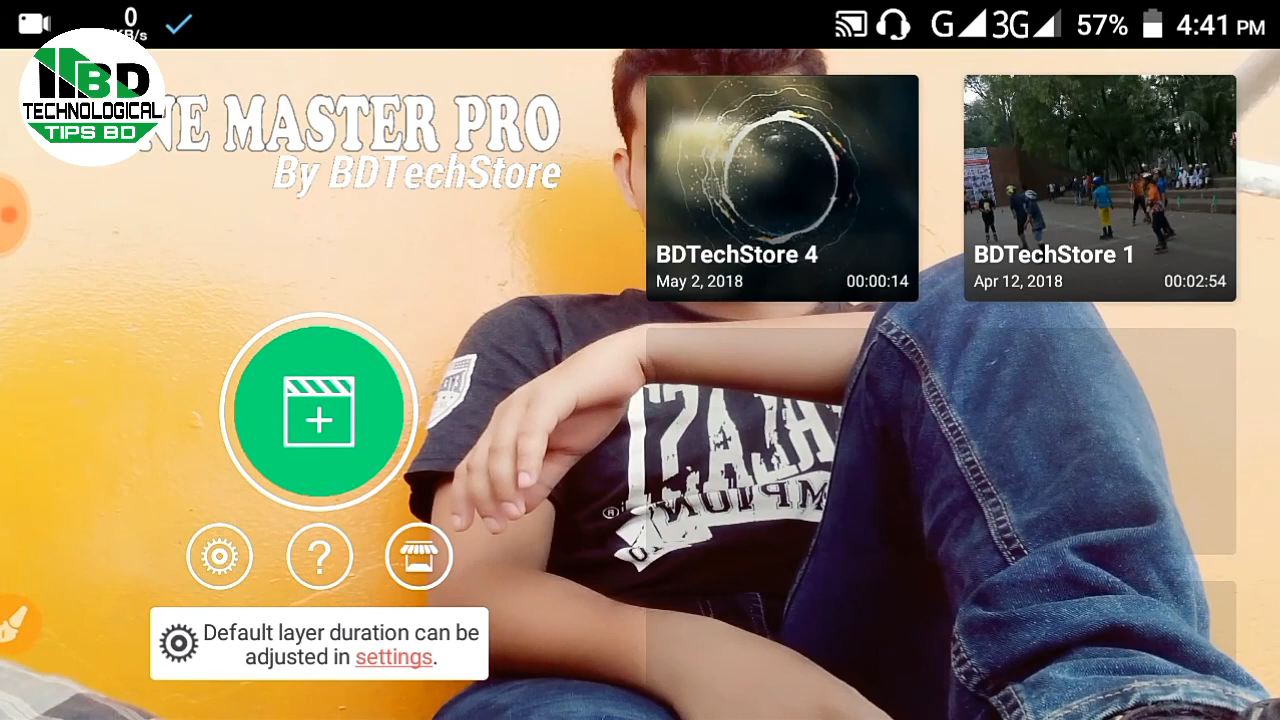 0
KB/s
G 3G 57% 4:41 PM
BD
TECHNOLOGICAL
TIPS BD
NE MASTER PRO
By BDTechStore
BDTechStore 4
May 2, 2018 00:00:14
BDTechStore 1
Apr 12, 2018 00:02:54
Default layer duration can be
adjusted in settings.